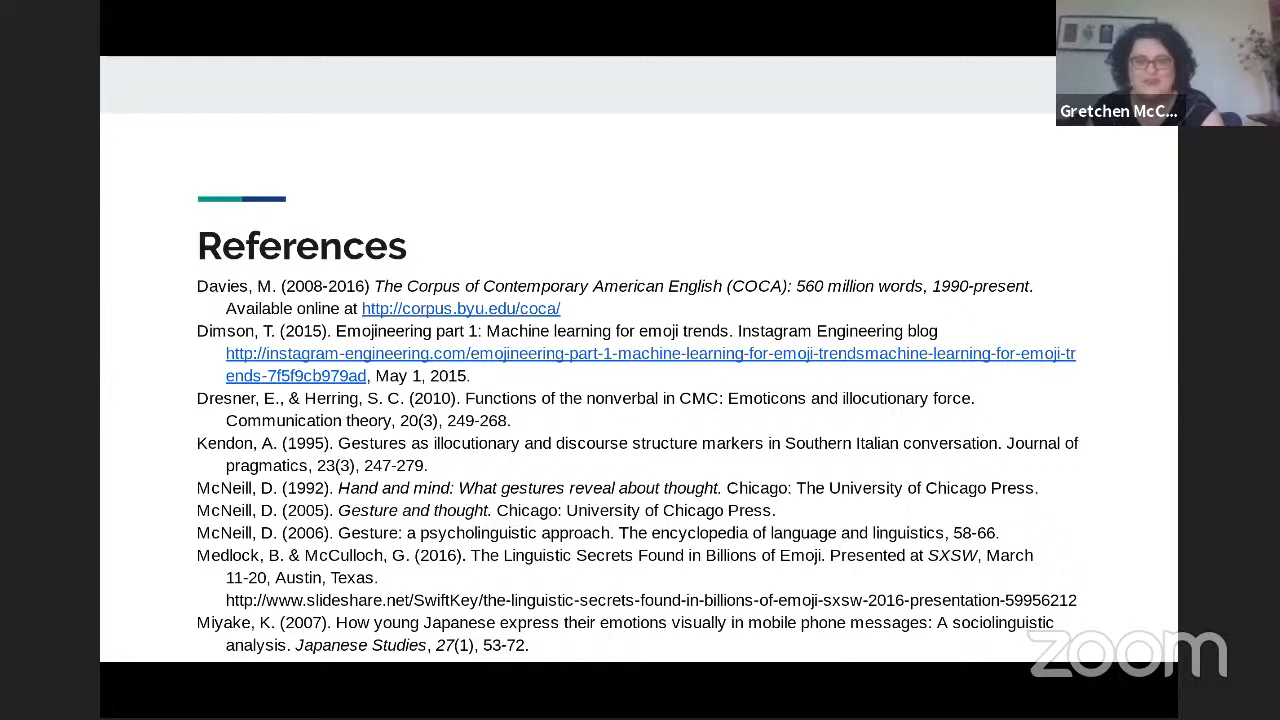 Gretchen McC...
References
Davies, M. (2008-2016) The Corpus of Contemporary American English (COCA): 560 million words, 1990-present.
Available online at http://corpus.byu.edu/coca/
Dimson, T. (2015). Emojineering part 1: Machine learning for emoji trends. Instagram Engineering blog
http://instagram-engineering.com/emojineering-part-1-machine-learning-for-emoji-trendsmachine-learning-for-emoji-tr
ends-7f5f9cb979ad, May 1, 2015.
Dresner, E., & Herring, S. C. (2010). Functions of the nonverbal in CMC: Emoticons and illocutionary force.
Communication theory, 20(3), 249-268.
Kendon, A. (1995). Gestures as illocutionary and discourse structure markers in Southern Italian conversation. Journal of
pragmatics, 23(3), 247-279.
McNeill, D. (1992). Hand and mind: What gestures reveal about thought. Chicago: The University of Chicago Press.
McNeill, D. (2005). Gesture and thought. Chicago: University of Chicago Press.
McNeill, D. (2006). Gesture: a psycholinguistic approach. The encyclopedia of language and linguistics, 58-66.
Medlock, B. & McCulloch, G. (2016). The Linguistic Secrets Found in Billions of Emoji. Presented at SXSW, March
11-20, Austin, Texas.
http://www.slideshare.net/SwiftKey/the-linguistic-secrets-found-in-billions-of-emoji-sxsw-2016-presentation-59956212
Miyake, K. (2007). How young Japanese express their emotions visually in mobile phone messages: A sociolinguistic
analysis. Japanese Studies, 27(1), 53-72.
zoom